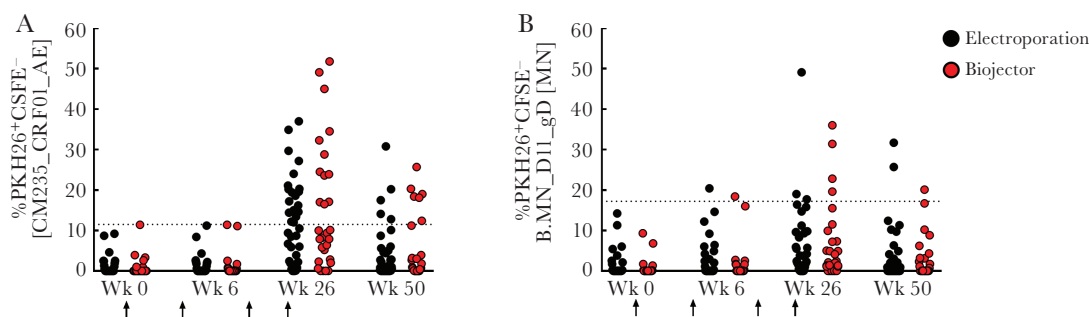 A
%PKH26+CSFE−
[CM235_CRF01_AE]
60
50
40
30
20
10
0
Wk 0 Wk 6 Wk 26 Wk 50
B
%PKH26+CFSE−
B.MN_D11_gD [MN]
60
50
40
30
20
10
0
Wk 0 Wk 6 Wk 26 Wk 50
Electroporation
Biojector